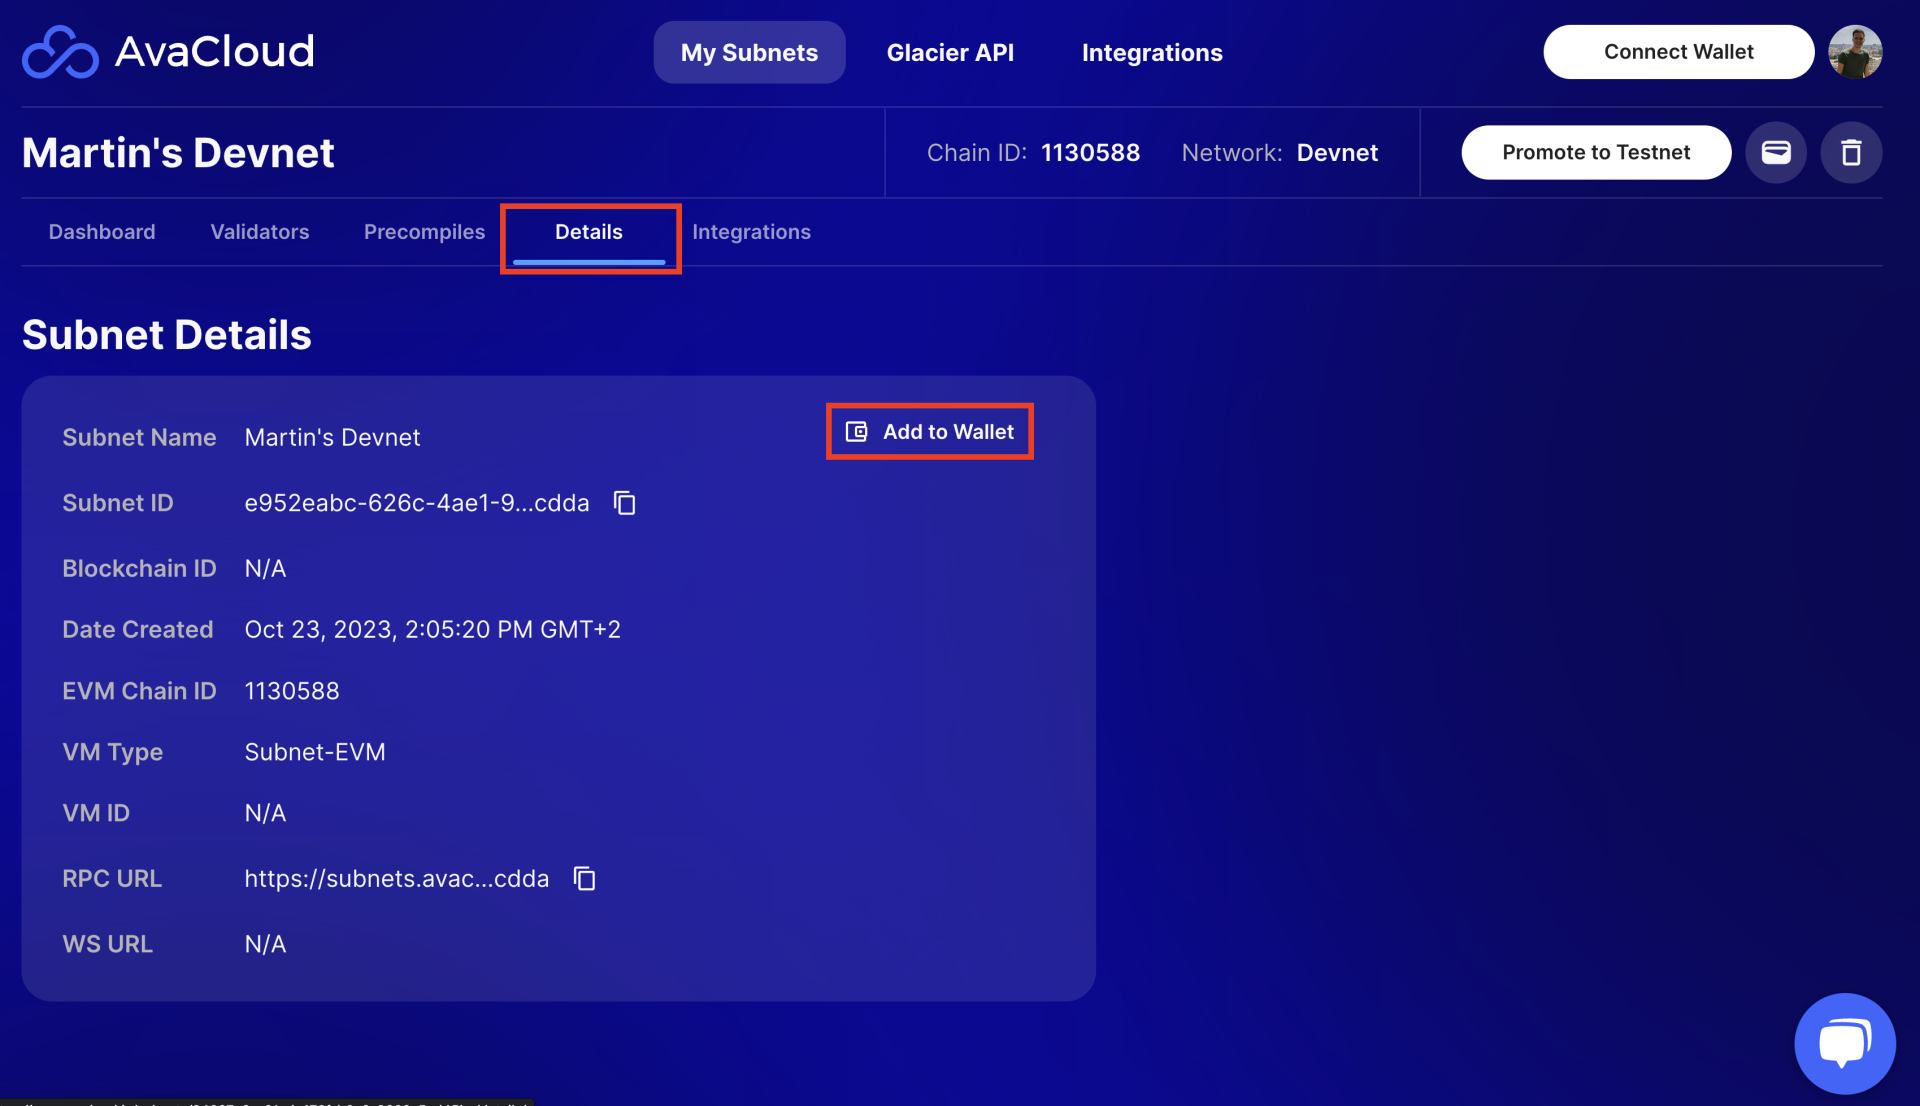 AvaCloud
My Subnets
Glacier API
Integrations
Connect Wallet
Martin's Devnet
Chain ID: 1130588
Network: Devnet
Promote to Testnet
Dashboard
Validators
Precompiles
Details
Integrations
Subnet Details
Subnet Name Martin's Devnet
Add to Wallet
Subnet ID e952eabc-626c-4ae1-9...cdda
Blockchain ID N/A
Date Created Oct 23, 2023, 2:05:20 PM GMT+2
EVM Chain ID 1130588
VM Type Subnet-EVM
VM ID N/A
RPC URL https://subnets.avac...cdda
WS URL N/A